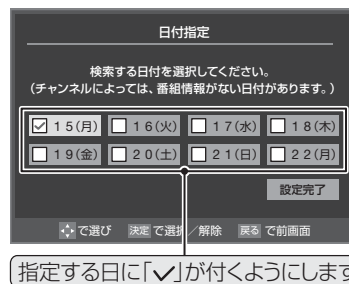 日付指定
検索する日付を選択してください。
(チャンネルによっては、番組情報がない日付があります。)
15(月) 16(火) 17(水) 18(木)
19(金) 20(土) 21(日) 22(月)
設定完了
で選び 決定 で選択/解除 戻る で前画面
指定する日に「✓」が付くようにします